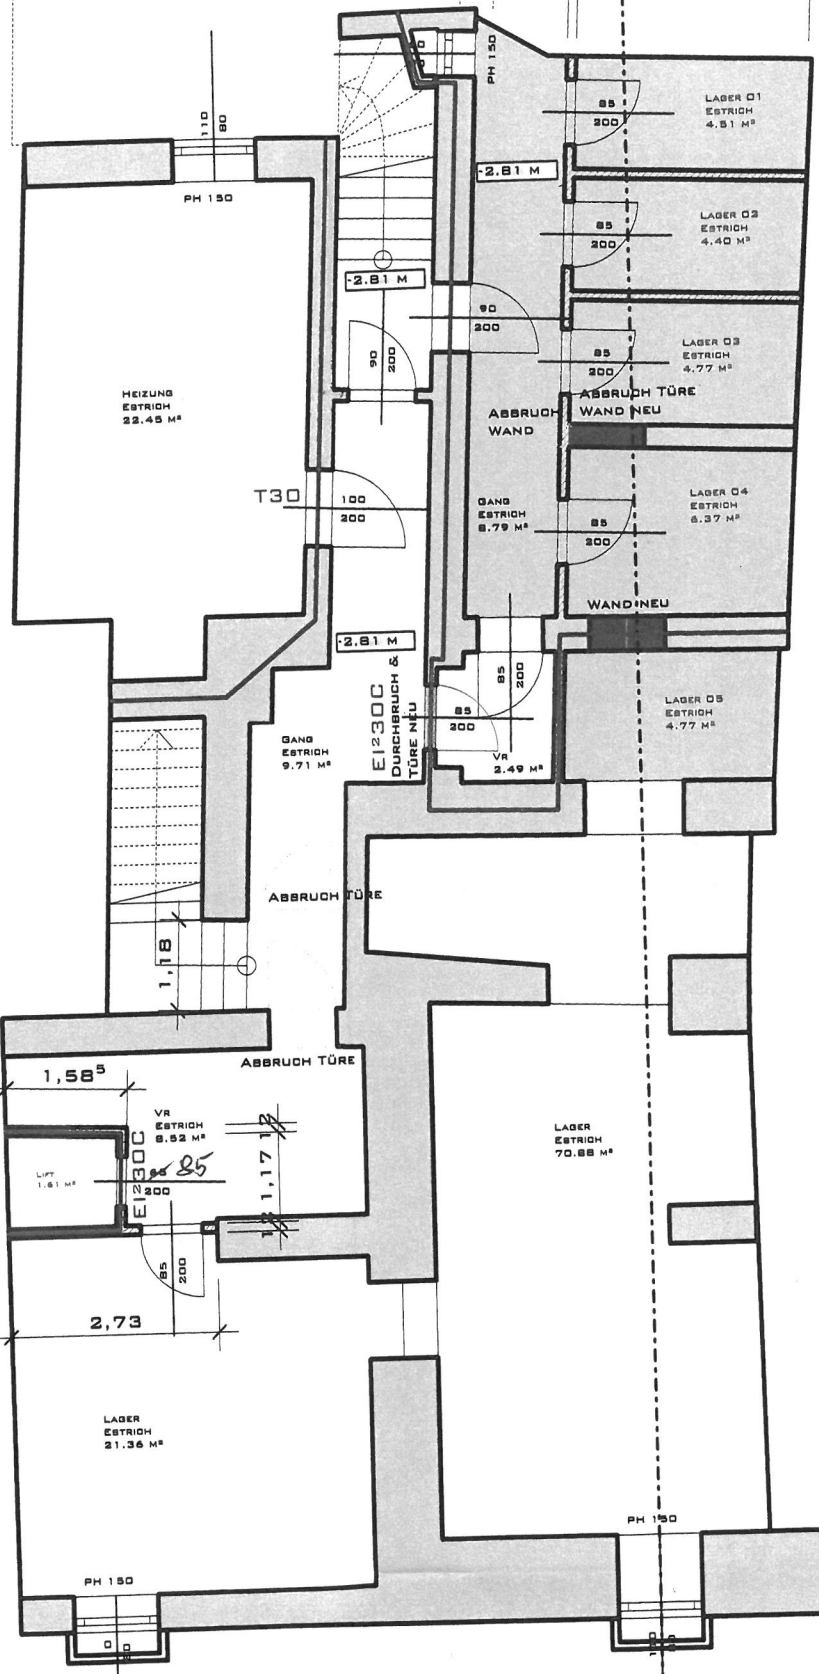 PH 150
85
200
LAGER 01
ESTRICH
4.51 M²
110
80
PH 150
-2.81 M
85
200
LAGER 02
ESTRICH
4.40 M²
-2.81 M
90
200
90
200
85
200
LAGER 03
ESTRICH
4.77 M²
HEIZUNG
ESTRICH
22.45 M²
ABBRUCH
WAND
ABBRUCH TÜRE
WAND NEU
T30
100
200
GANG
ESTRICH
8.79 M²
85
200
LAGER 04
ESTRICH
6.37 M²
WAND NEU
-2.81 M
EI²30C
DURCHBRUCH &
TÜRE NEU
85
200
85
200
VR
2.49 M²
LAGER 05
ESTRICH
4.77 M²
GANG
ESTRICH
9.71 M²
ABBRUCH TÜRE
1,18
ABBRUCH TÜRE
1,58⁵
VR
ESTRICH
8.52 M²
12
1,17
12
LIFT
1.61 M²
EI²30C
85
200
85
200
LAGER
ESTRICH
70.88 M²
2,73
LAGER
ESTRICH
21.36 M²
PH 150
PH 150